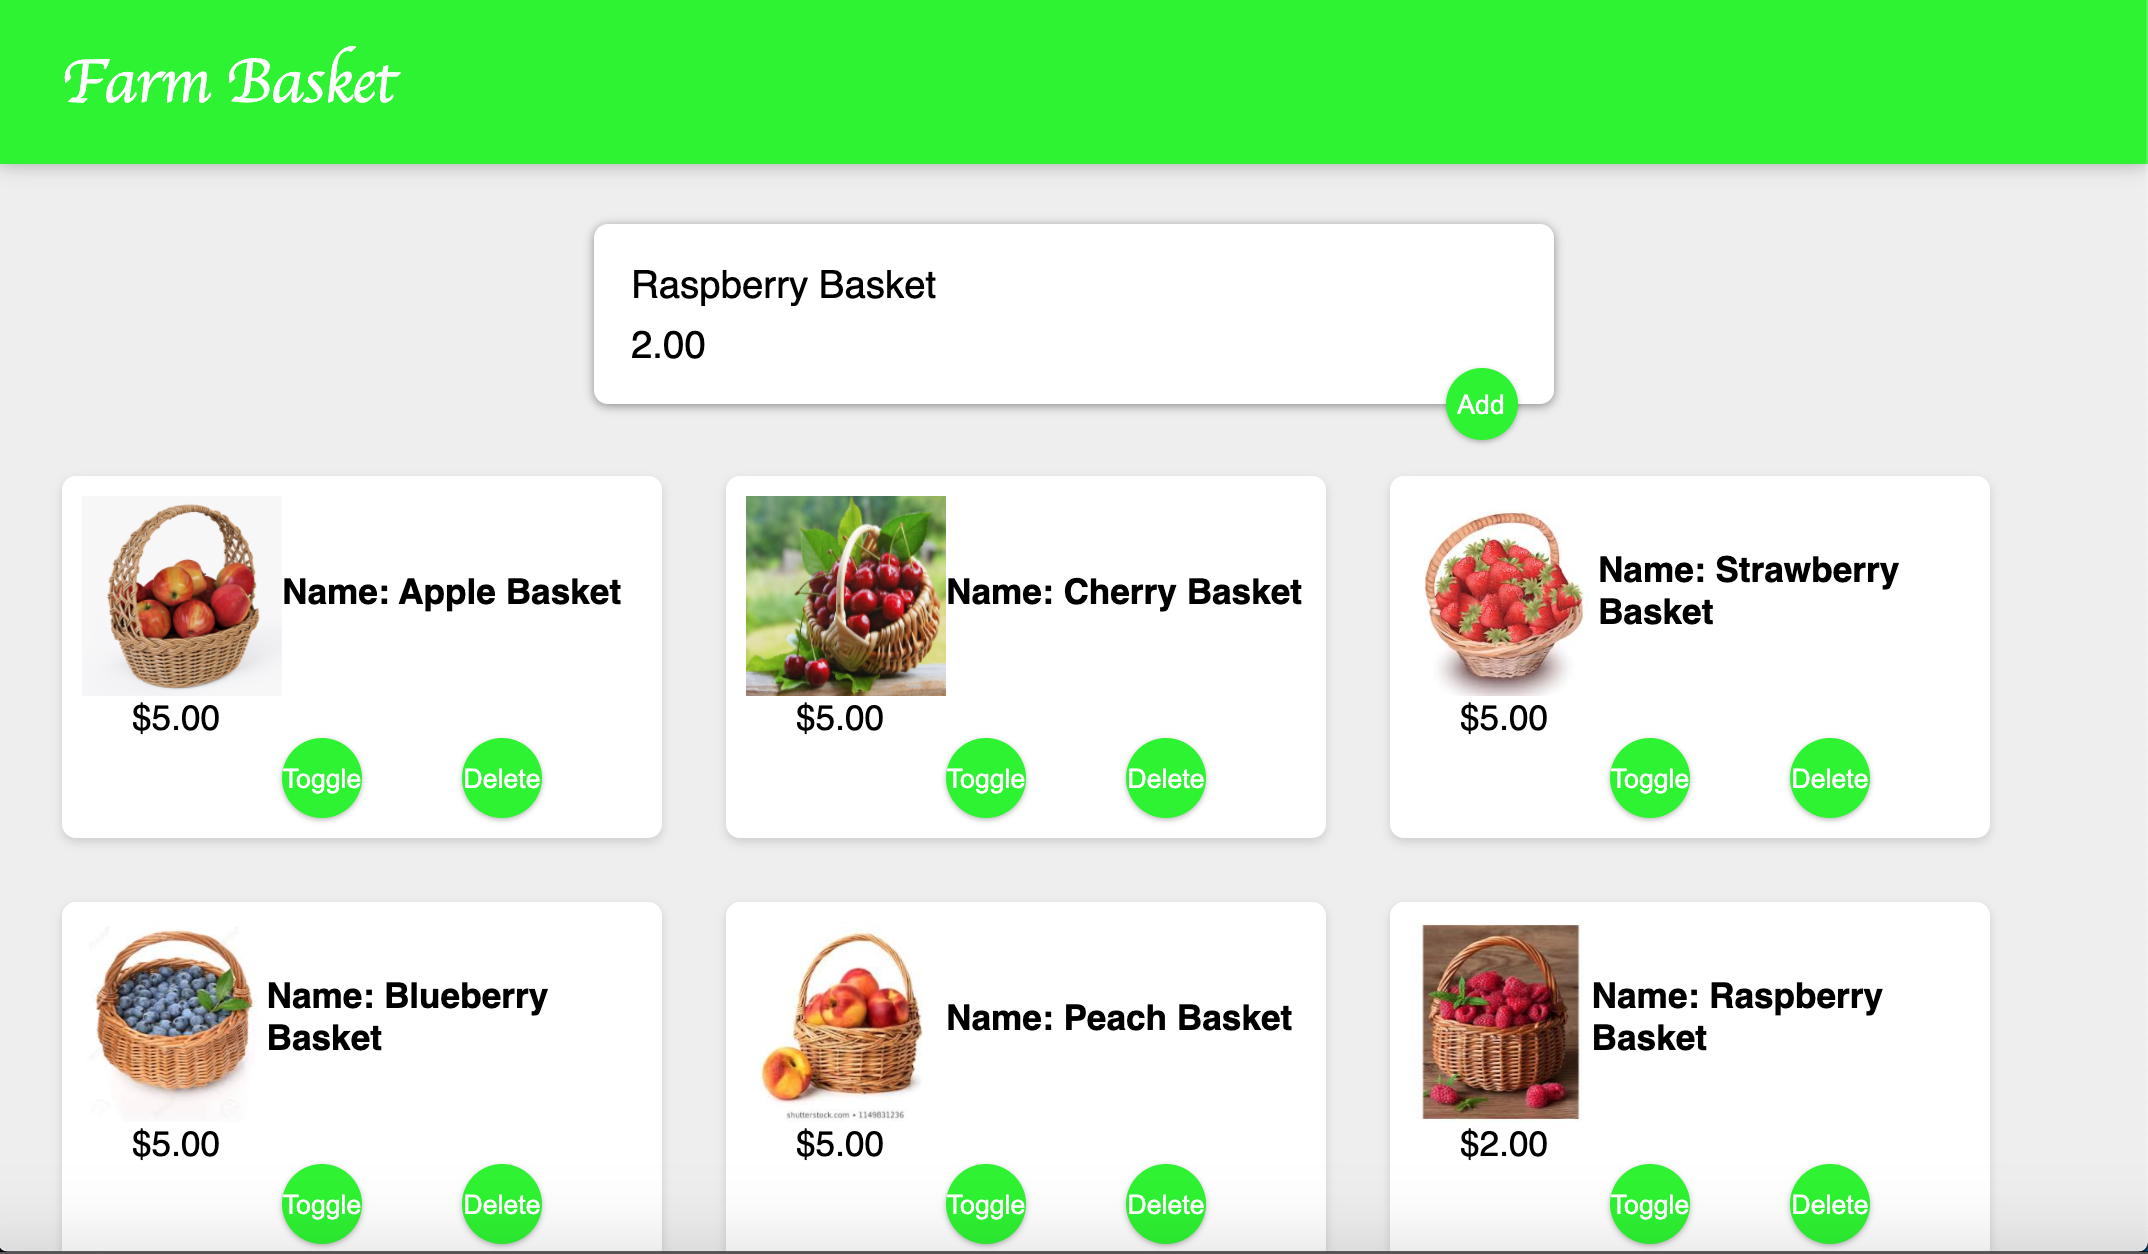 Farm Basket
Raspberry Basket
2.00
Add
Name: Apple Basket
$5.00
Toggle
Delete
Name: Cherry Basket
$5.00
Toggle
Delete
Name: Strawberry
Basket
$5.00
Toggle
Delete
Name: Blueberry
Basket
$5.00
Toggle
Delete
Name: Peach Basket
shutterstock.com • 1149831236
$5.00
Toggle
Delete
Name: Raspberry
Basket
$2.00
Toggle
Delete